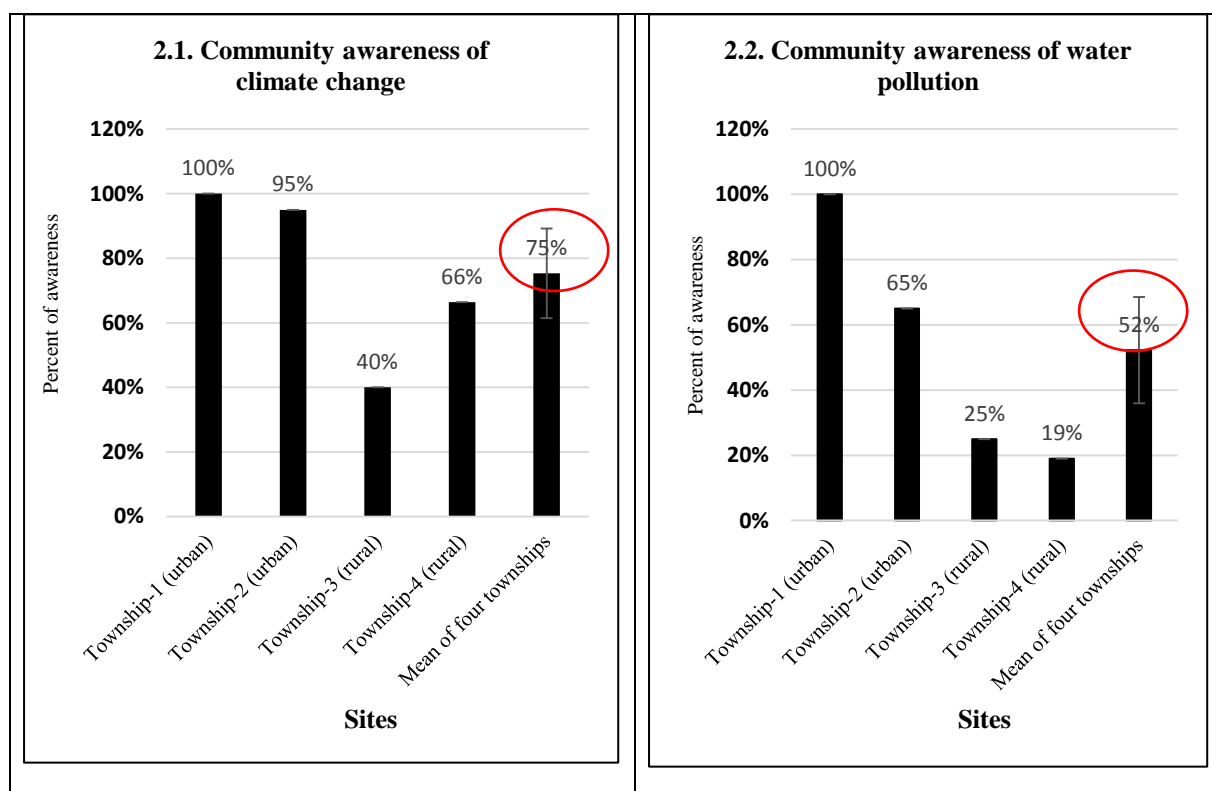 2.1. Community awareness of
climate change
120%
100%
80%
60%
40%
20%
0%
Percent of awareness
100%
95%
40%
66%
75%
Township-1 (urban)
Township-2 (urban)
Township-3 (rural)
Township-4 (rural)
Mean of four townships
Sites
2.2. Community awareness of water
pollution
120%
100%
80%
60%
40%
20%
0%
Percent of awareness
100%
65%
25%
19%
52%
Township-1 (urban)
Township-2 (urban)
Township-3 (rural)
Township-4 (rural)
Mean of four townships
Sites